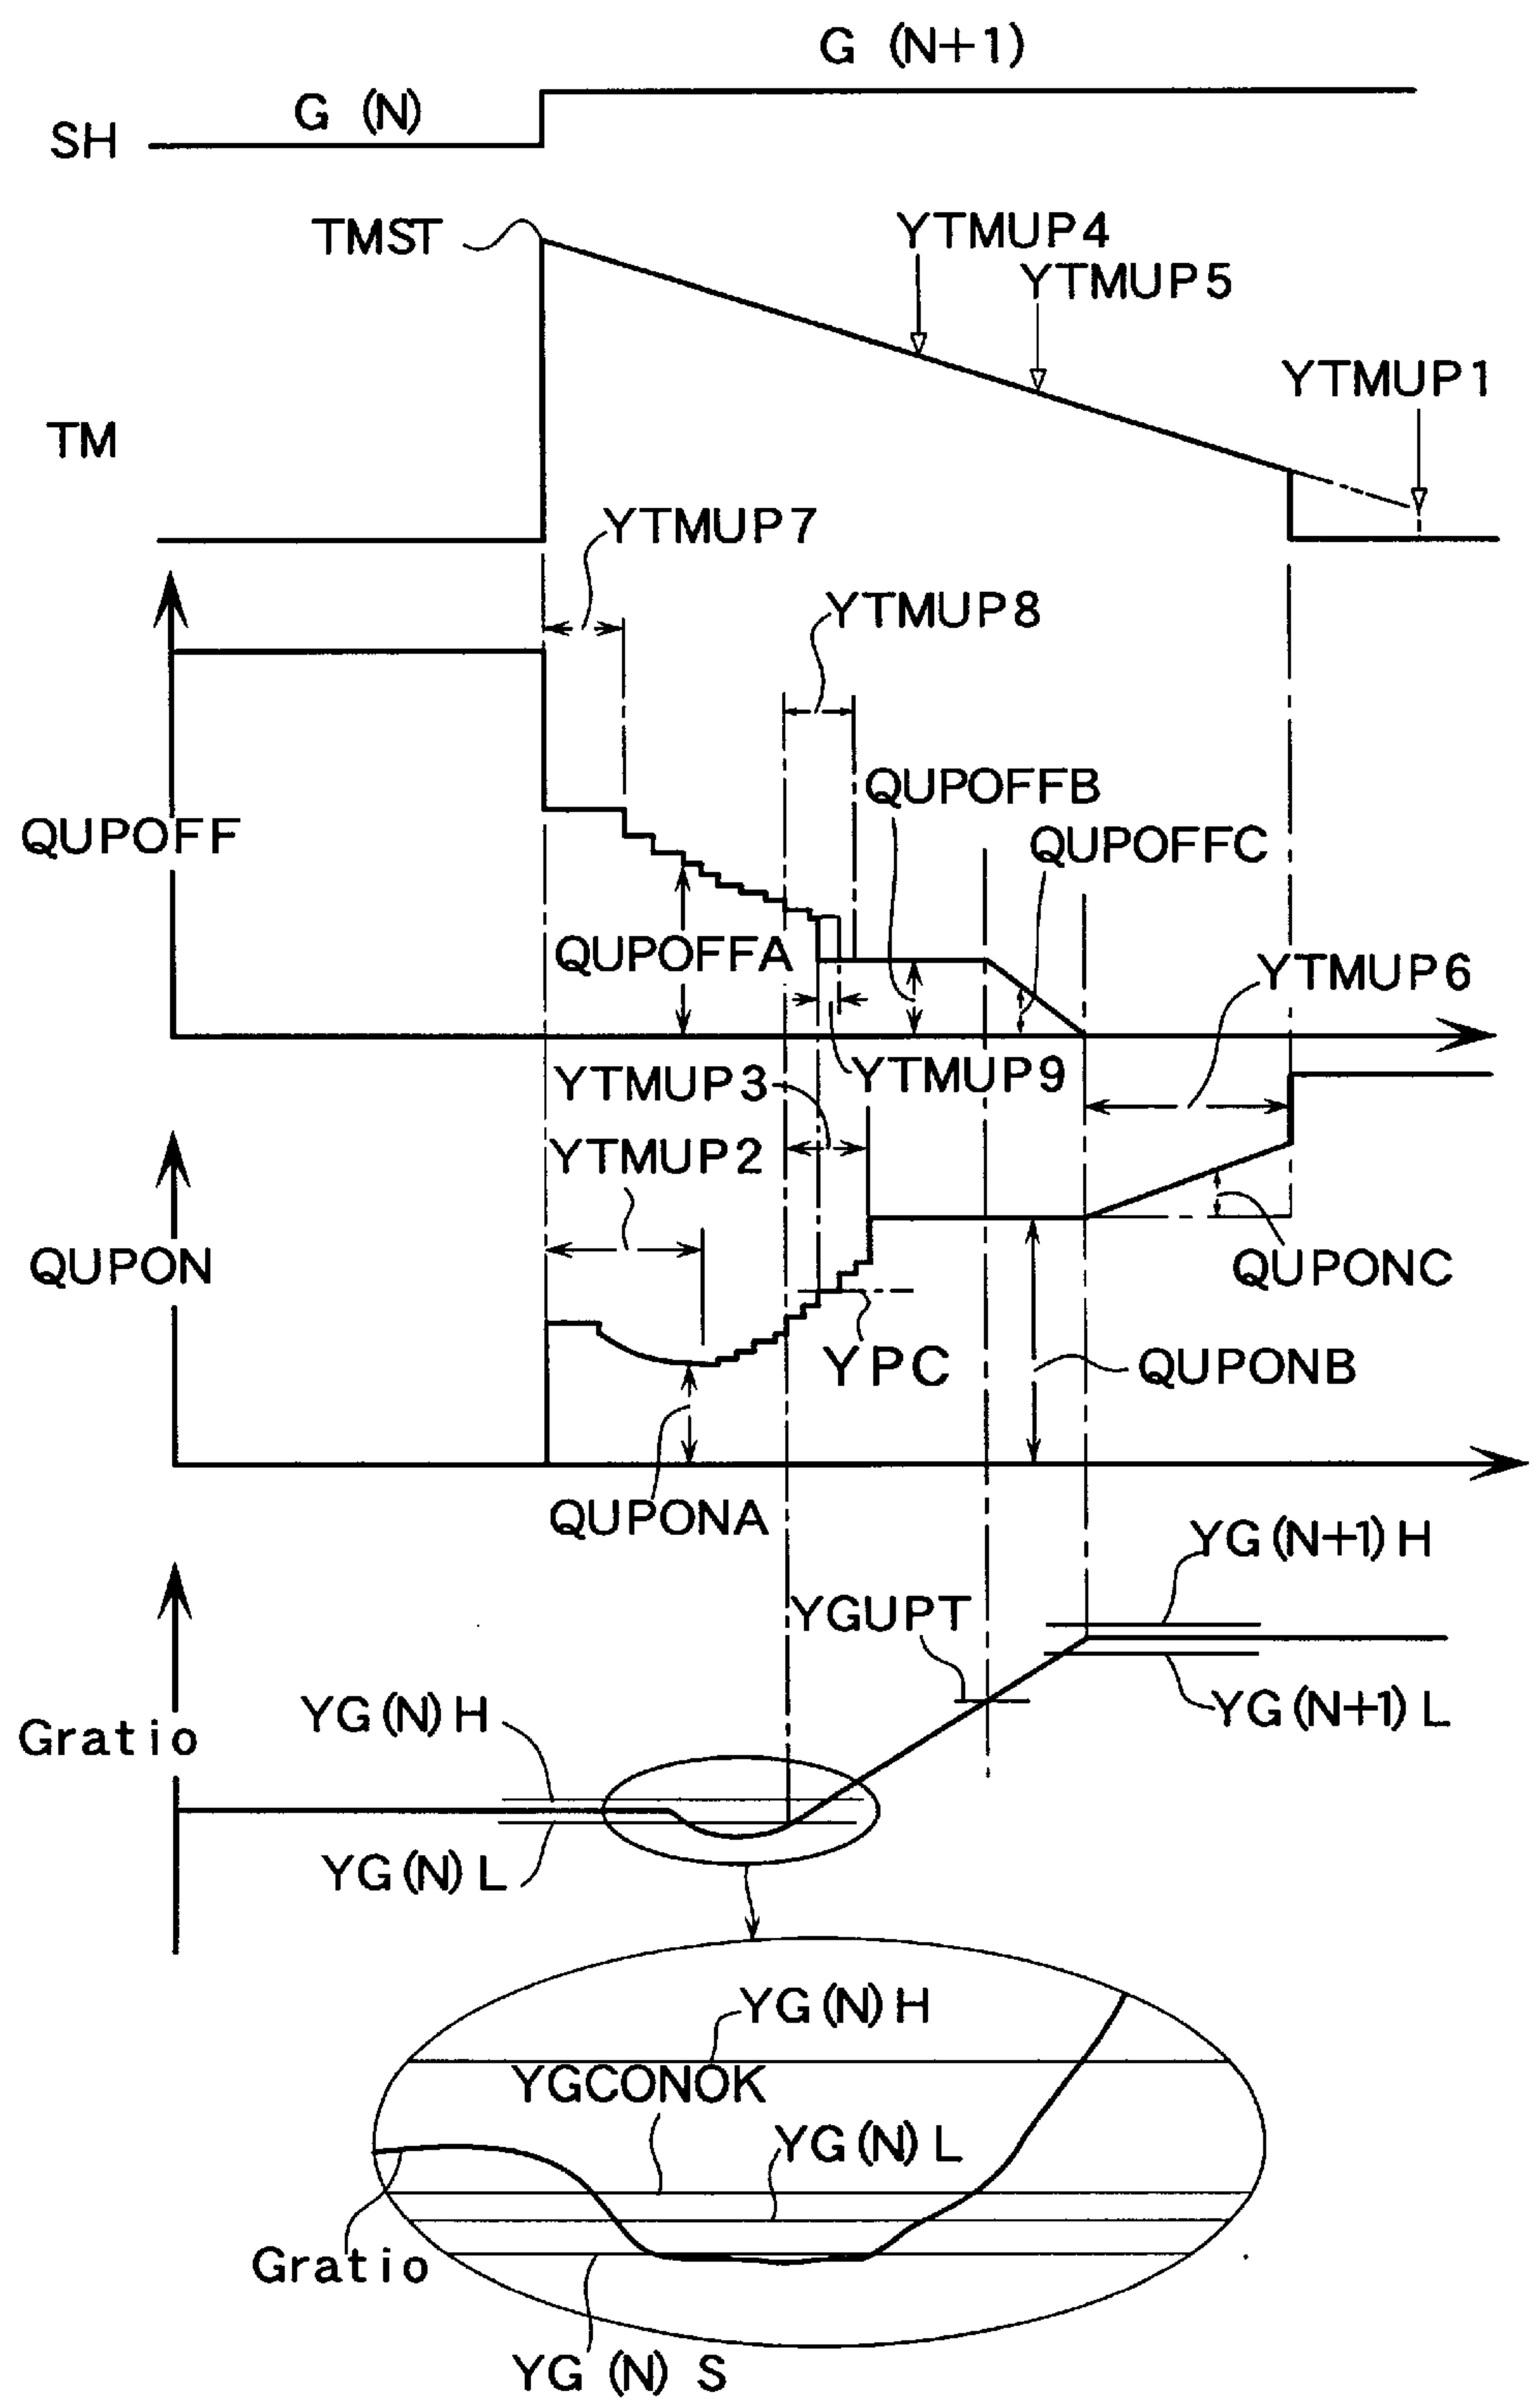 G (N+1)
G (N)
SH
TMST
YTMUP4
YTMUP5
YTMUP1
TM
YTMUP7
YTMUP8
QUPOFFB
QUPOFF
QUPOFFC
QUPOFFA
YTMUP6
YTMUP3
YTMUP9
YTMUP2
QUPON
QUPONC
YPC
QUPONB
QUPONA
YG(N+1)H
YGUPT
YG(N)H
YG(N+1)L
Gratio
YG(N)L
YG(N)H
YGCONOK
YG(N)L
Gratio
YG (N) S